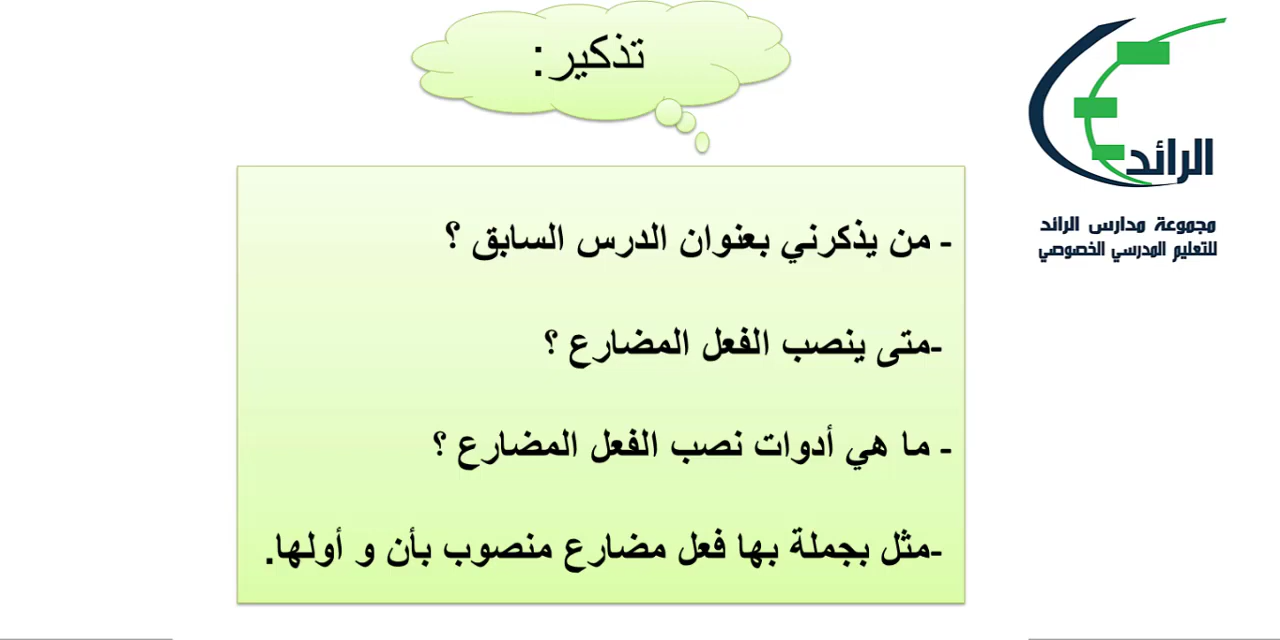 تذكير:
الرائد
مجموعة مدارس الرائد
للتعليم المدرسي الخصوصي
- من يذكرني بعنوان الدرس السابق ؟
-متى ينصب الفعل المضارع ؟
- ما هي أدوات نصب الفعل المضارع ؟
-مثل بجملة بها فعل مضارع منصوب بأن و أولها.